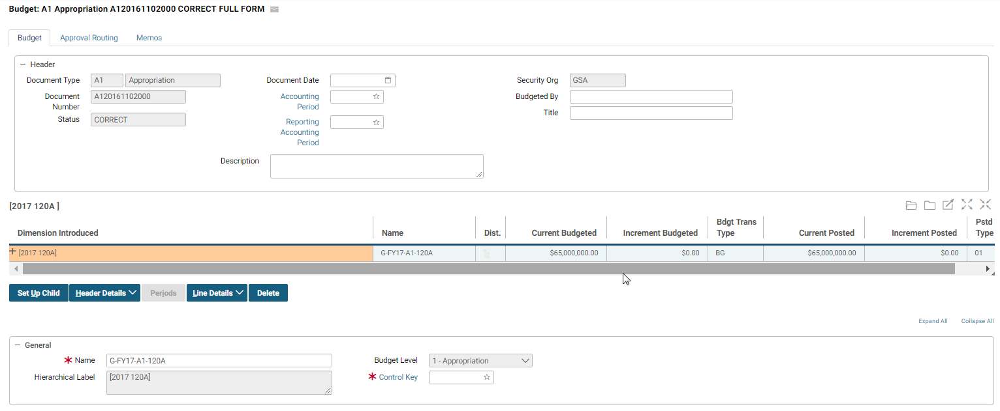 Budget: A1 Appropriation A120161102000 CORRECT FULL FORM
Budget Approval Routing Memos
Header
Document Type A1 Appropriation Document Date Security Org GSA
Document Number A120161102000 Accounting Period Budgeted By
Status CORRECT Reporting Accounting Period Title
Description
[2017 120A ]
Dimension Introduced Name Dist. Current Budgeted Increment Budgeted Bdgt Trans Type Current Posted Increment Posted Pstd Type
[2017 120A] G-FY17-A1-120A $65,000,000.00 $0.00 BG $65,000,000.00 $0.00 01
Set Up Child Header Details Periods Line Details Delete
Expand All Collapse All
General
* Name G-FY17-A1-120A Budget Level 1 - Appropriation
Hierarchical Label [2017 120A] * Control Key